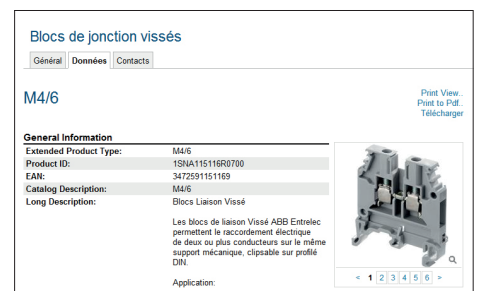 Blocs de jonction vissés
Général Données Contacts
M4/6
Print View..
Print to Pdf..
Télécharger
General Information
Extended Product Type: M4/6
Product ID: 1SNA115116R0700
EAN: 3472591151169
Catalog Description: M4/6
Long Description: Blocs Liaison Vissé
Les blocs de liaison Vissé ABB Entrelec
permettent le raccordement électrique
de deux ou plus conducteurs sur le même
support mécanique, clipsable sur profilé
DIN.
Application:
< 1 2 3 4 5 6 >